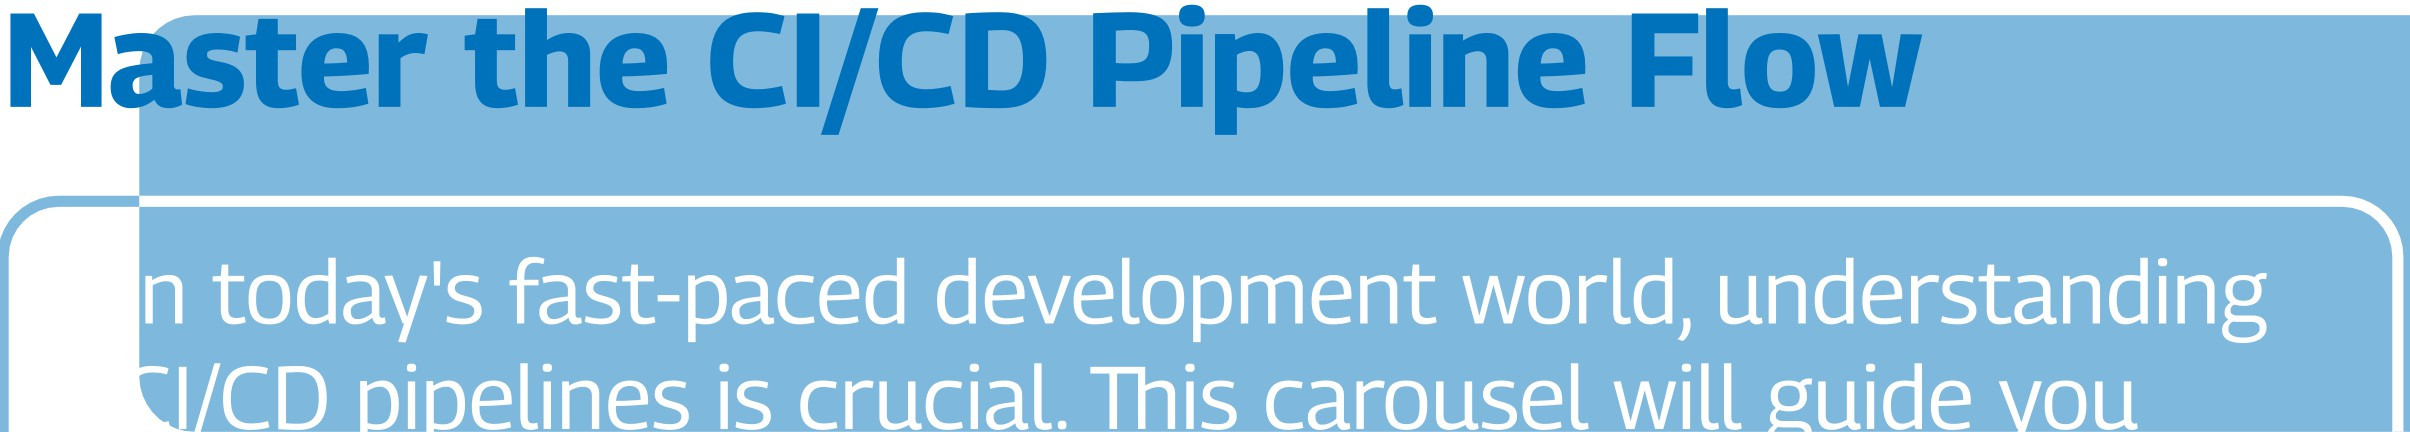 Master the CI/CD Pipeline Flow
n today's fast-paced development world, understanding
CI/CD pipelines is crucial. This carousel will guide you